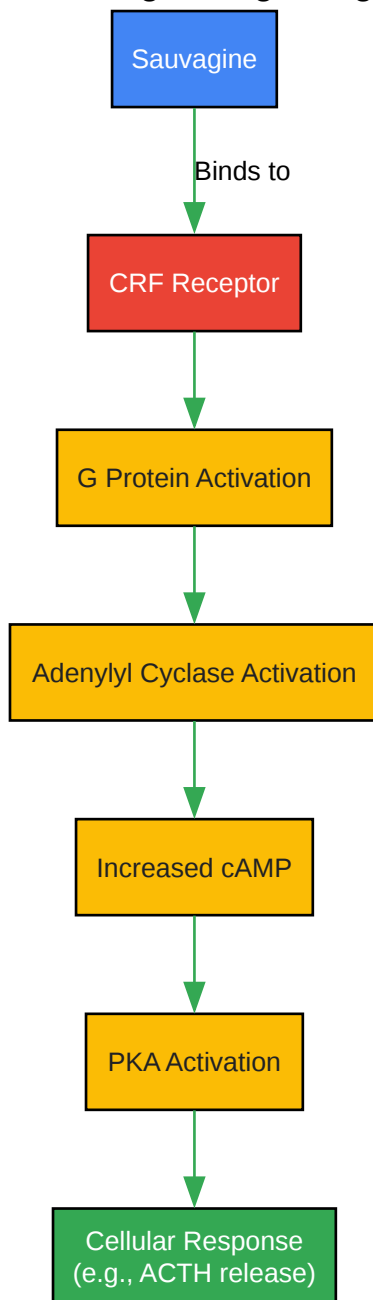 Sauvagine
Binds to
CRF Receptor
G Protein Activation
Adenylyl Cyclase Activation
Increased cAMP
PKA Activation
Cellular Response
(e.g., ACTH release)